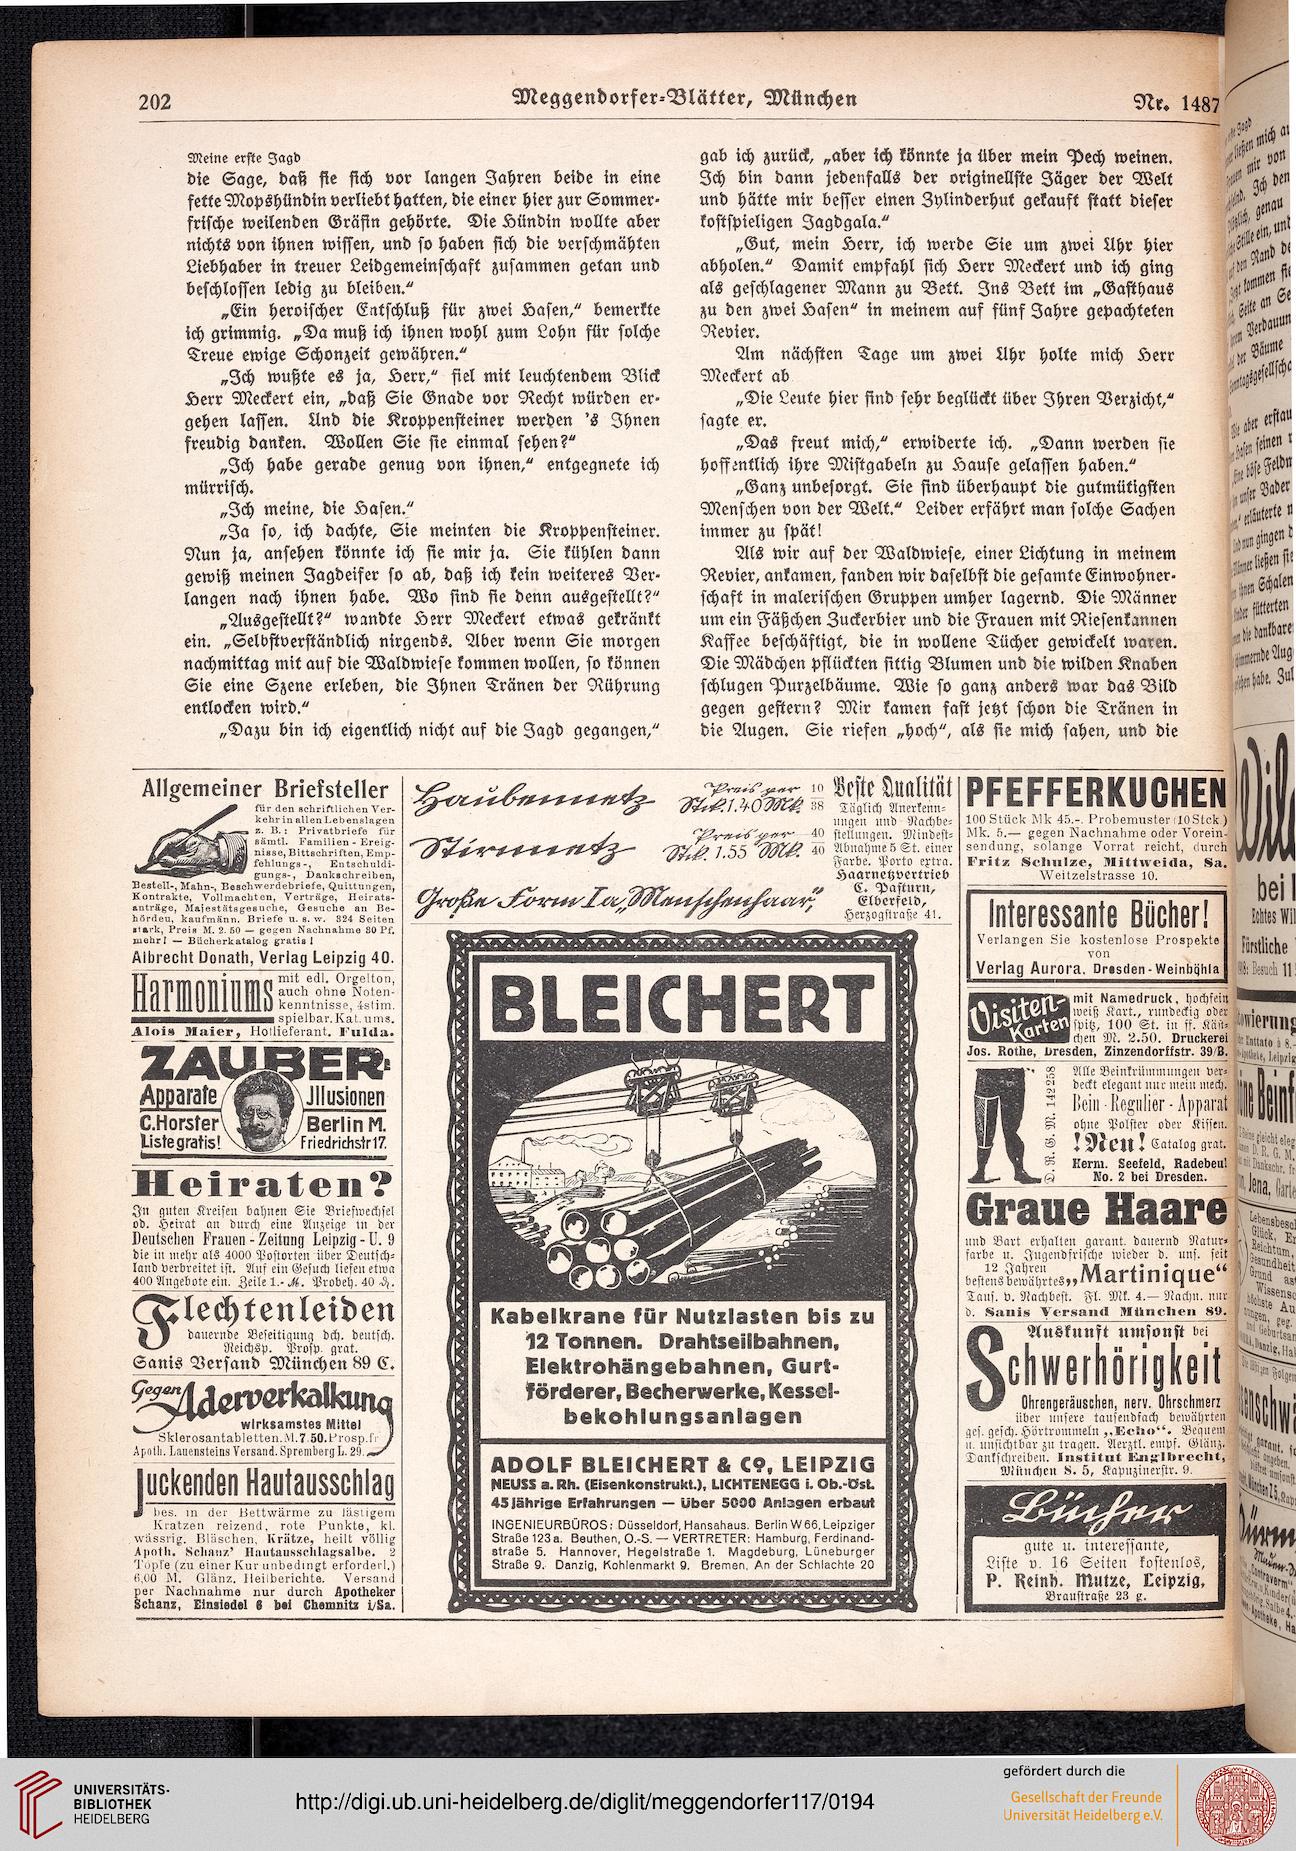 202
Meggendorfer-Blätter, München
Nr. 1487
Meine erste Jagd
die Sage, daß sie sich vor langen Jahren beide in eine
fette Mopshündin verliebt hatten, die einer hier zur Sommer-
frische weilenden Gräfin gehörte. Die Hündin wollte aber
nichts von ihnen wissen, und so haben sich die verschmähten
Liebhaber in treuer Leidgemeinschaft zusammen getan und
beschlossen ledig zu bleiben.“
„Ein heroischer Entschluß für zwei Hasen,“ bemerkte
ich grimmig. „Da muß ich ihnen wohl zum Lohn für solche
Treue ewige Schonzeit gewähren.“
„Ich wußte es ja, Herr,“ fiel mit leuchtendem Blick
Herr Meckert ein, „daß Sie Gnade vor Recht würden er-
gehen lassen. Und die Kroppensteiner werden 's Ihnen
freudig danken. Wollen Sie sie einmal sehen?“
„Ich habe gerade genug von ihnen,“ entgegnete ich
mürrisch.
„Ich meine, die Hasen.“
„Ja so, ich dachte, Sie meinten die Kroppensteiner.
Nun ja, ansehen könnte ich sie mir ja. Sie kühlen dann
gewiß meinen Jagdeifer so ab, daß ich kein weiteres Ver-
langen nach ihnen habe. Wo sind sie denn ausgestellt?“
„Ausgestellt?“ wandte Herr Meckert etwas gekränkt
ein. „Selbstverständlich nirgends. Aber wenn Sie morgen
nachmittag mit auf die Waldwiese kommen wollen, so können
Sie eine Szene erleben, die Ihnen Tränen der Rührung
entlocken wird.“
„Dazu bin ich eigentlich nicht auf die Jagd gegangen,“
gab ich zurück, „aber ich könnte ja über mein Pech weinen.
Ich bin dann jedenfalls der originellste Jäger der Welt
und hätte mir besser einen Zylinderhut gekauft statt dieser
kostspieligen Jagdgala.“
„Gut, mein Herr, ich werde Sie um zwei Uhr hier
abholen.“ Damit empfahl sich Herr Meckert und ich ging
als geschlagener Mann zu Bett. Ins Bett im „Gasthaus
zu den zwei Hasen“ in meinem auf fünf Jahre gepachteten
Revier.
Am nächsten Tage um zwei Uhr holte mich Herr
Meckert ab
„Die Leute hier sind sehr beglückt über Ihren Verzicht,“
sagte er.
„Das freut mich,“ erwiderte ich. „Dann werden sie
hoffentlich ihre Mistgabeln zu Hause gelassen haben.“
„Ganz unbesorgt. Sie sind überhaupt die gutmütigsten
Menschen von der Welt.“ Leider erfährt man solche Sachen
immer zu spät!
Als wir auf der Waldwiese, einer Lichtung in meinem
Revier, ankamen, fanden wir daselbst die gesamte Einwohner-
schaft in malerischen Gruppen umher lagernd. Die Männer
um ein Fäßchen Zuckerbier und die Frauen mit Riesenkannen
Kaffee beschäftigt, die in wollene Tücher gewickelt waren.
Die Mädchen pflückten sittig Blumen und die wilden Knaben
schlugen Purzelbäume. Wie so ganz anders war das Bild
gegen gestern? Mir kamen fast jetzt schon die Tränen in
die Augen. Sie riefen „hoch“, als sie mich sahen, und die
Allgemeiner Briefsteller
für den schriftlichen Ver-
kehr in allen Lebenslagen
z. B.: Privatbriefe für
sämtl. Familien-Ereig-
nisse, Bittschriften, Emp-
fehlungs-, Entschuldi-
gungs-, Dankschreiben,
Bestell-, Mahn-, Beschwerdebriefe, Quittungen,
Kontrakte, Vollmachten, Verträge, Heirats-
anträge, Majestätsgesuche, Gesuche an Be-
hörden, kaufmänn. Briefe u. s. w. 324 Seiten
stark, Preis M. 2.50 — gegen Nachnahme 80 Pf.
mehr! — Bücherkatalog gratis!
Albrecht Donath, Verlag Leipzig 40.
Harmoniums
mit edl. Orgelton,
auch ohne Noten-
kenntnisse, 4stim.
spielbar. Kat. ums.
Alois Maier, Hoflieferant. Fulda.
ZAUBER-
Apparate Jllusionen
C. Horster Berlin M.
Liste gratis! Friedrichstr 17.
Heiraten?
In guten Kreisen bahnen Sie Briefwechsel
od. Heirat an durch eine Anzeige in der
Deutschen Frauen-Zeitung Leipzig-U. 9
die in mehr als 4000 Postorten über Deutsch-
land verbreitet ist. Auf ein Gesuch liefen etwa
400 Angebote ein. Zeile 1.- M. Probeh. 40 ₰.
Flechtenleiden
dauernde Beseitigung dch. deutsch.
Reichsp. Prosp. grat.
Sanis Versand München 89 C.
Gegen Aderverkalkung
wirksamstes Mittel
Sklerosantabletten. M. 7.50. Prosp. fr
Apoth. Lauensteins Versand. Spremberg L. 29.
Juckenden Hautausschlag
bes. in der Bettwärme zu lästigem
Kratzen reizend, rote Punkte, kl.
wässrig. Bläschen, Krätze, heilt völlig
Apoth. Schanz' Hautausschlagsalbe. 2
Töpfe (zu einer Kur unbedingt erforderl.)
6,00 M. Glänz. Heilberichte. Versand
per Nachnahme nur durch Apotheker
Schanz, Einsiedel 6 bei Chemnitz i/Sa.
Haubennetz Preis per Stck. 1.40 Mk. 10 38
Stirnnetz Preis per Stck. 1.55 Mk. 40 40
Große Form Ia „Menschenhaar“,
Beste Qualität
Täglich Anerkenn-
ungen und Nachbe-
stellungen. Mindest-
Abnahme 5 St. einer
Farbe. Porto extra.
Haarnetzvertrieb
C. Pasturn,
Elberfeld,
Herzogstraße 41.
BLEICHERT
Kabelkrane für Nutzlasten bis zu
12 Tonnen. Drahtseilbahnen,
Elektrohängebahnen, Gurt-
förderer, Becherwerke, Kessel-
bekohlungsanlagen
ADOLF BLEICHERT & Co, LEIPZIG
NEUSS a. Rh. (Eisenkonstrukt.), LICHTENEGG i. Ob.-Öst.
45 jährige Erfahrungen — Über 5000 Anlagen erbaut
INGENIEURBÜROS: Düsseldorf, Hansahaus. Berlin W 66, Leipziger
Straße 123 a. Beuthen, O.-S. — VERTRETER: Hamburg, Ferdinand-
straße 5. Hannover, Hegelstraße 1. Magdeburg, Lüneburger
Straße 9. Danzig, Kohlenmarkt 9. Bremen, An der Schlachte 20
PFEFFERKUCHEN
100 Stück Mk 45.-. Probemuster (10 Stck.)
Mk. 5.— gegen Nachnahme oder Vorein-
sendung, solange Vorrat reicht, durch
Fritz Schulze, Mittweida, Sa.
Weitzelstrasse 10.
Interessante Bücher!
Verlangen Sie kostenlose Prospekte
von
Verlag Aurora, Dresden-Weinböhla
Visiten-Karten
mit Namedruck, hochfein
weiß Kart., rundeckig oder
spitz, 100 St. in ff. Käst-
chen M. 2.50. Druckerei
Jos. Rothe, Dresden, Zinzendorffstr. 39/B.
D. R. G. M. 142258
Alle Beinkrümmungen ver-
deckt elegant nur mein mech.
Bein-Regulier-Apparat
ohne Polster oder Kissen.
! Neu ! Catalog grat.
Herm. Seefeld, Radebeul
No. 2 bei Dresden.
Graue Haare
und Bart erhalten garant. dauernd Natur-
farbe u. Jugendfrische wieder d. uns. seit
12 Jahren
bestens bewährtes „Martinique“
Taus. v. Nachbest. Fl. Mk. 4.— Nachn. nur
d. Sanis Versand München 89.
Auskunft umsonst bei
Schwerhörigkeit
Ohrengeräuschen, nerv. Ohrschmerz
über unsere tausendfach bewährten
ges. gesch. Hörtrommeln „Echo“. Bequem
u. unsichtbar zu tragen. Aerztl. empf. Glänz.
Dankschreiben. Institut Englbrecht,
München S. 5, Kapuzinerstr. 9.
Bücher
gute u. interessante,
Liste v. 16 Seiten kostenlos,
P. Reinh. Mutze, Leipzig,
Braustraße 23 g.
UNIVERSITÄTS-
BIBLIOTHEK
HEIDELBERG
http://digi.ub.uni-heidelberg.de/diglit/meggendorfer117/0194
gefördert durch die
Gesellschaft der Freunde
Universität Heidelberg e.V.